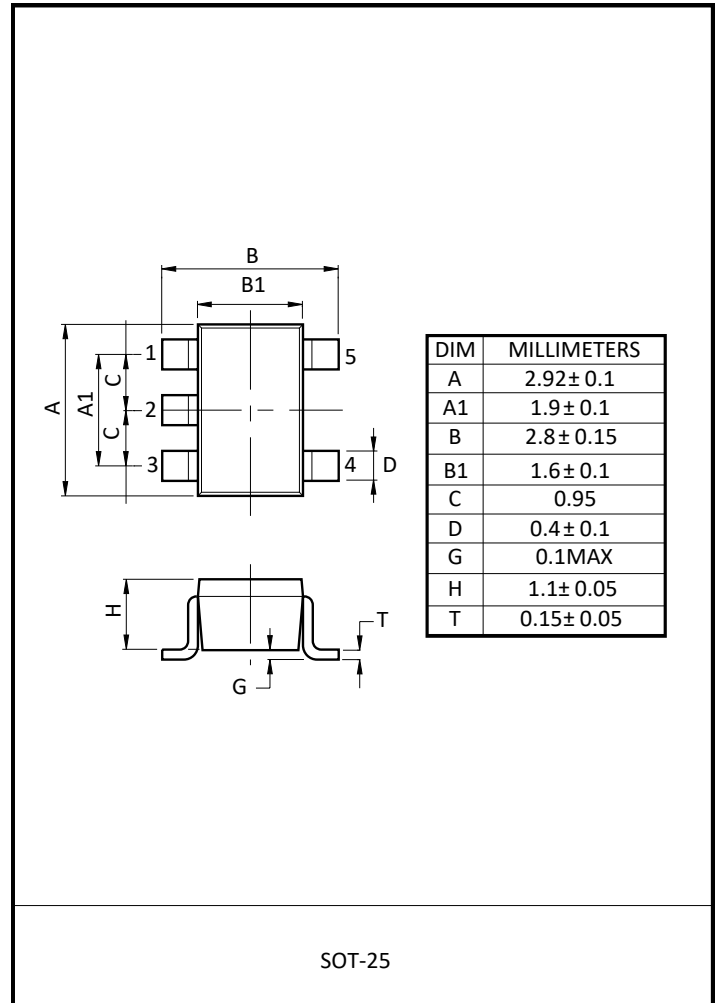 B
B1
1
5
C
A
A1
2
C
3
4
D
DIM MILLIMETERS
A 2.92± 0.1
A1 1.9± 0.1
B 2.8± 0.15
B1 1.6± 0.1
C 0.95
D 0.4± 0.1
G 0.1MAX
H 1.1± 0.05
T 0.15± 0.05
H
T
G
SOT-25